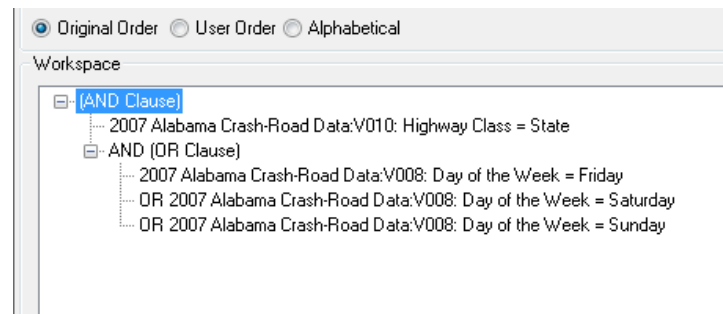 Original Order User Order Alphabetical
Workspace
(AND Clause)
2007 Alabama Crash-Road Data:V010: Highway Class = State
AND (OR Clause)
2007 Alabama Crash-Road Data:V008: Day of the Week = Friday
OR 2007 Alabama Crash-Road Data:V008: Day of the Week = Saturday
OR 2007 Alabama Crash-Road Data:V008: Day of the Week = Sunday